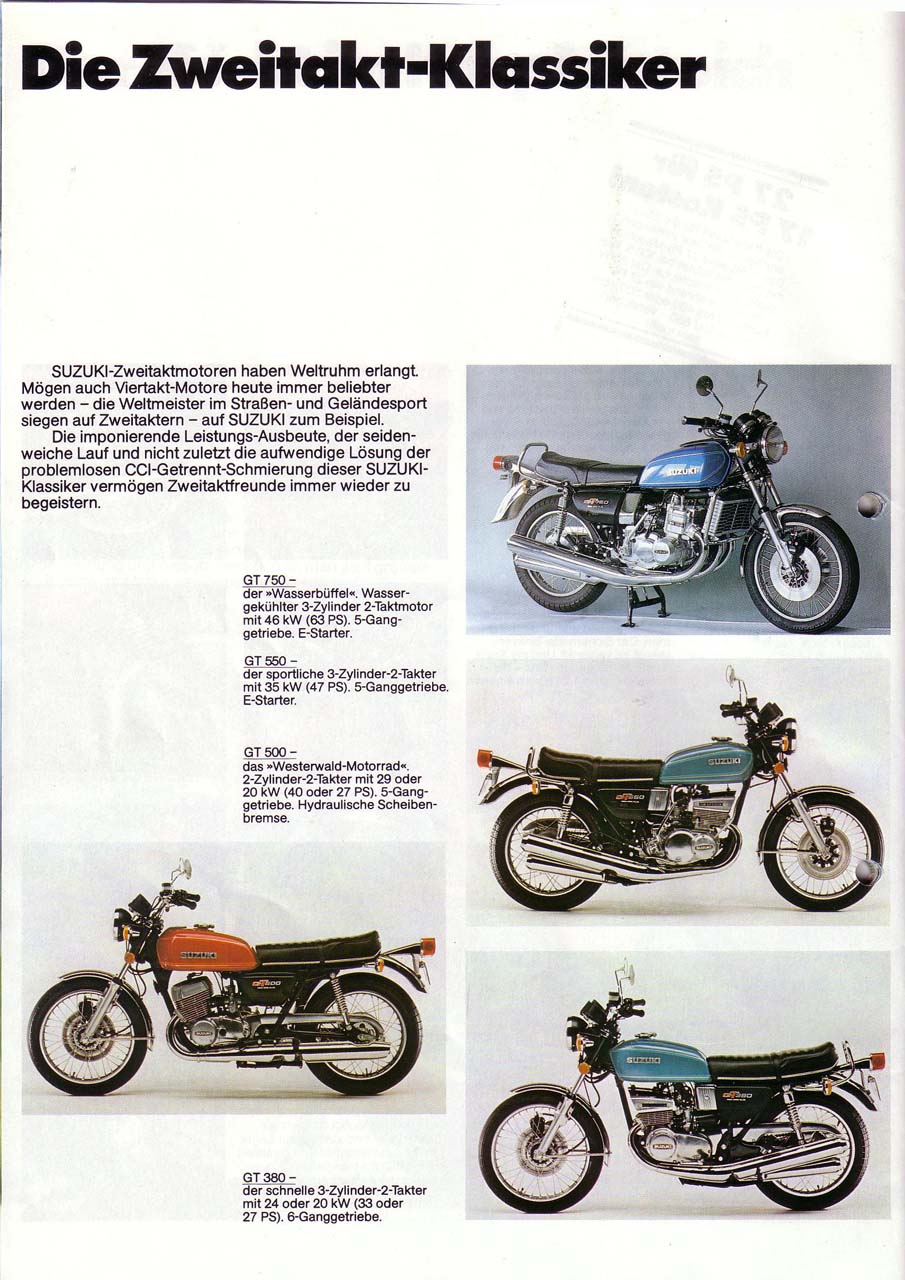 Die Zweitakt-Klassiker
SUZUKI-Zweitaktmotoren haben Weltruhm erlangt.
Mögen auch Viertakt-Motore heute immer beliebter
werden – die Weltmeister im Straßen- und Geländesport
siegen auf Zweitaktern – auf SUZUKI zum Beispiel.
Die imponierende Leistungs-Ausbeute, der seiden-
weiche Lauf und nicht zuletzt die aufwendige Lösung der
problemlosen CCI-Getrennt-Schmierung dieser SUZUKI-
Klassiker vermögen Zweitaktfreunde immer wieder zu
begeistern.
GT 750 –
der »Wasserbüffel«. Wasser-
gekühlter 3-Zylinder 2-Taktmotor
mit 46 kW (63 PS). 5-Gang-
getriebe. E-Starter.
GT 550 –
der sportliche 3-Zylinder-2-Takter
mit 35 kW (47 PS). 5-Ganggetriebe.
E-Starter.
GT 500 –
das »Westerwald-Motorrad«.
2-Zylinder-2-Takter mit 29 oder
20 kW (40 oder 27 PS). 5-Gang-
getriebe. Hydraulische Scheiben-
bremse.
GT 380 –
der schnelle 3-Zylinder-2-Takter
mit 24 oder 20 kW (33 oder
27 PS). 6-Ganggetriebe.
SUZUKI
GT750
SUZUKI
GT550
SUZUKI
GT500
SUZUKI
GT380